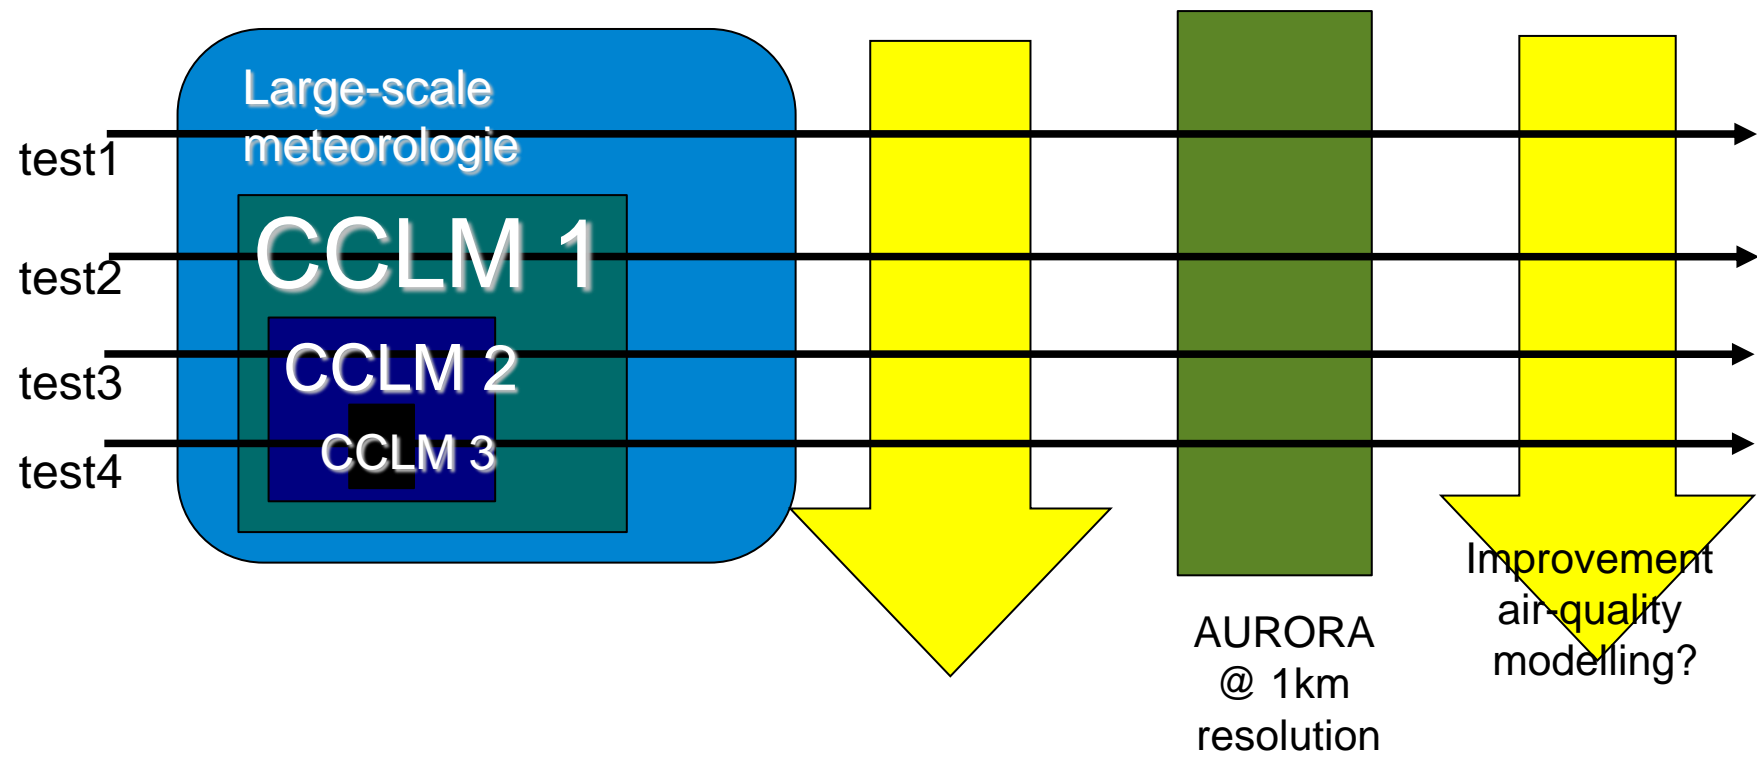 Large-scale
meteorologie
test1
CCLM 1
test2
CCLM 2
test3
CCLM 3
test4
Improvement
air-quality
modelling?
AURORA
@ 1km
resolution